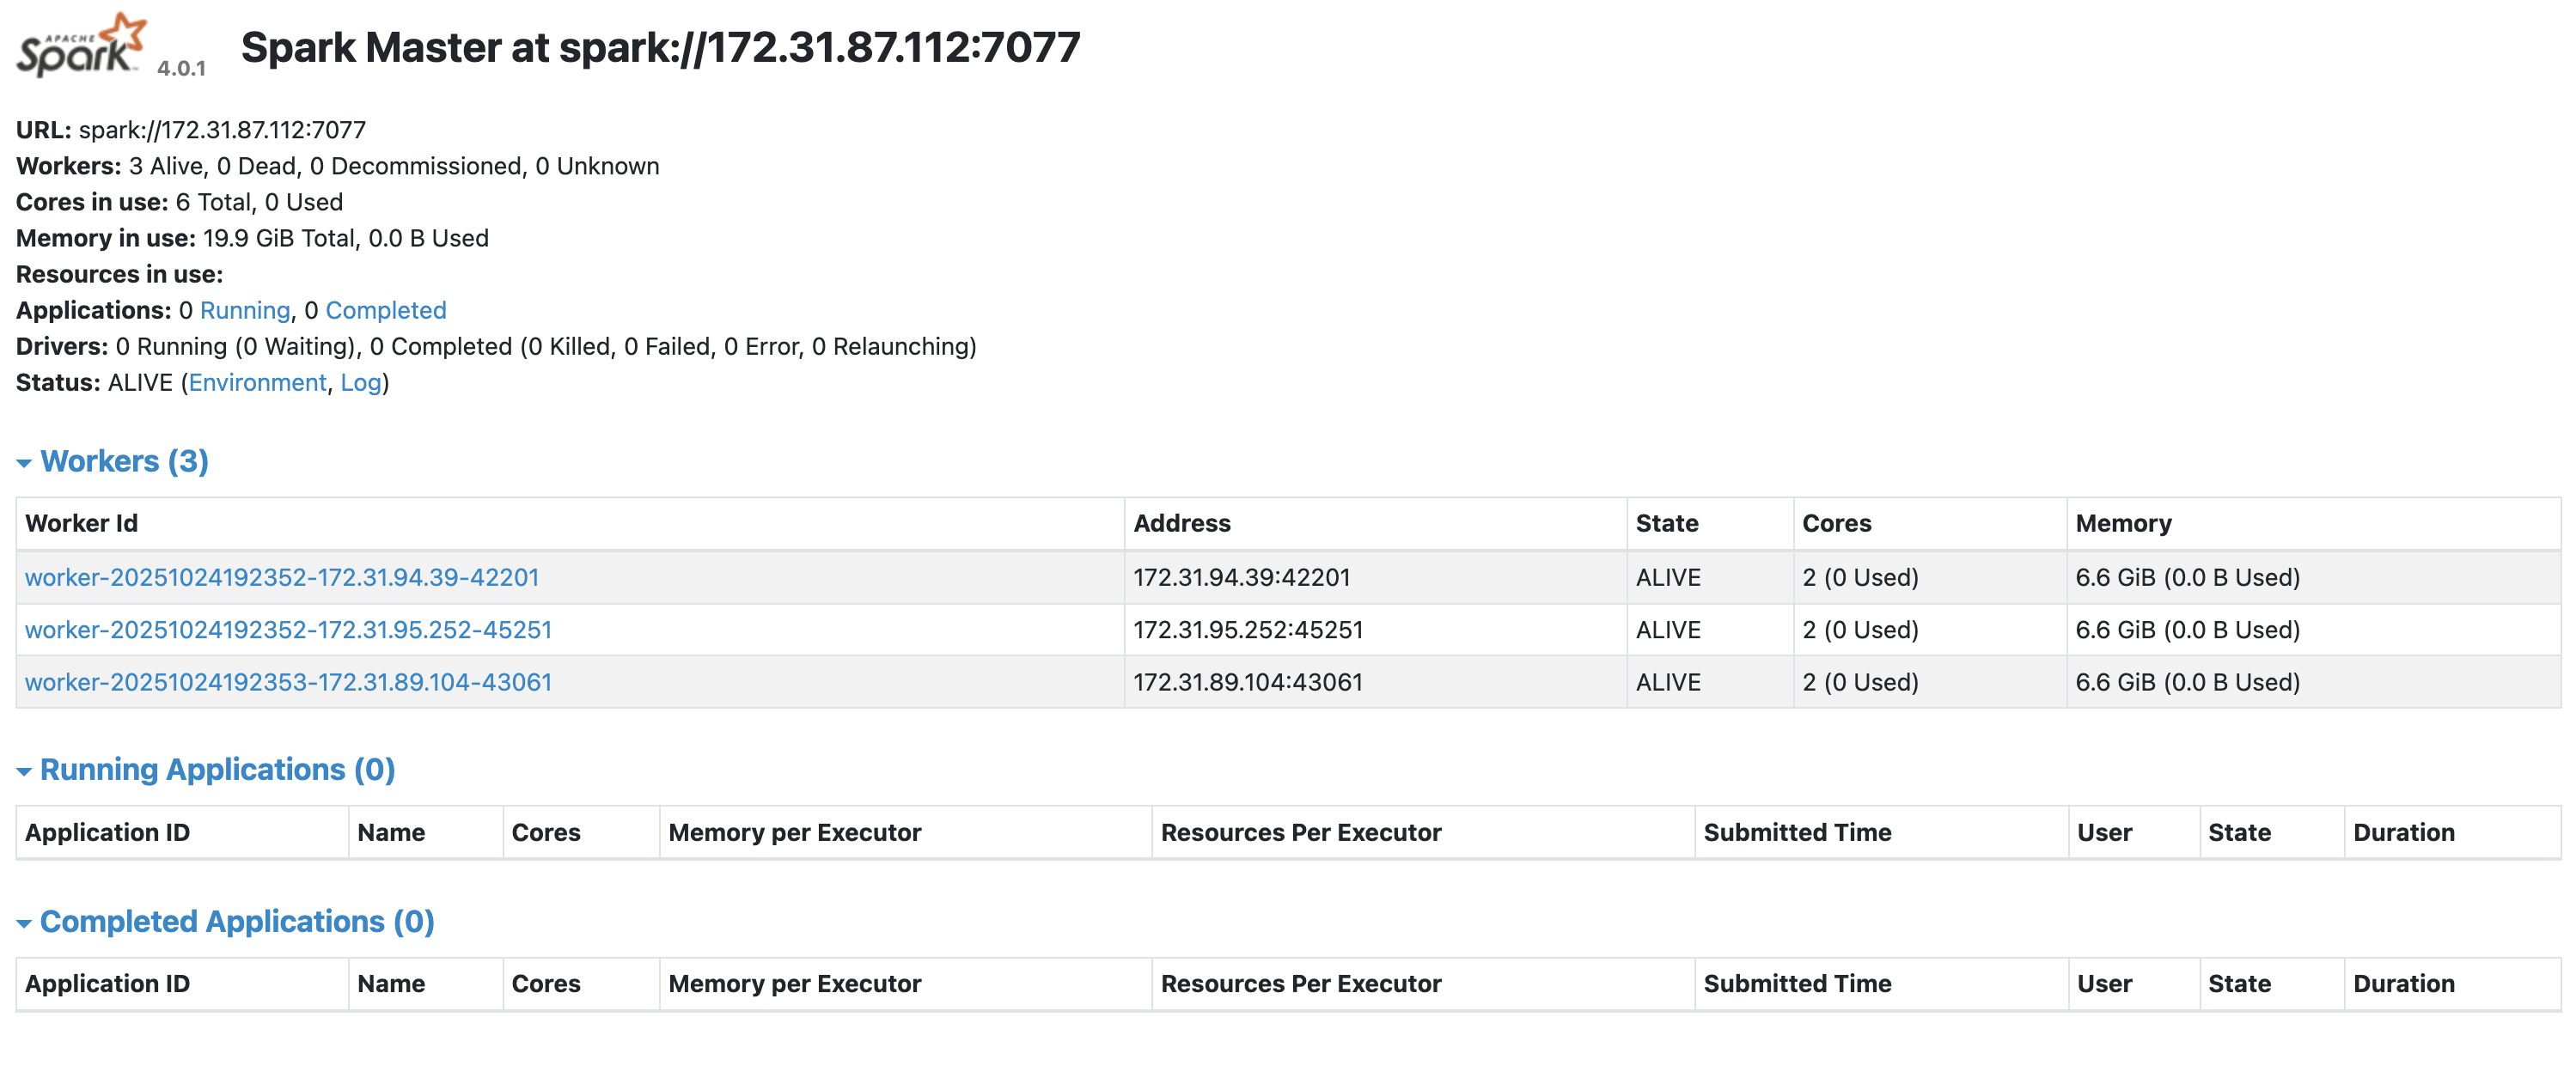 APACHE
Spark 4.0.1 Spark Master at spark://172.31.87.112:7077
URL: spark://172.31.87.112:7077
Workers: 3 Alive, 0 Dead, 0 Decommissioned, 0 Unknown
Cores in use: 6 Total, 0 Used
Memory in use: 19.9 GiB Total, 0.0 B Used
Resources in use:
Applications: 0 Running, 0 Completed
Drivers: 0 Running (0 Waiting), 0 Completed (0 Killed, 0 Failed, 0 Error, 0 Relaunching)
Status: ALIVE (Environment, Log)
Workers (3)
Worker Id Address State Cores Memory
worker-20251024192352-172.31.94.39-42201 172.31.94.39:42201 ALIVE 2 (0 Used) 6.6 GiB (0.0 B Used)
worker-20251024192352-172.31.95.252-45251 172.31.95.252:45251 ALIVE 2 (0 Used) 6.6 GiB (0.0 B Used)
worker-20251024192353-172.31.89.104-43061 172.31.89.104:43061 ALIVE 2 (0 Used) 6.6 GiB (0.0 B Used)
Running Applications (0)
Application ID Name Cores Memory per Executor Resources Per Executor Submitted Time User State Duration
Completed Applications (0)
Application ID Name Cores Memory per Executor Resources Per Executor Submitted Time User State Duration